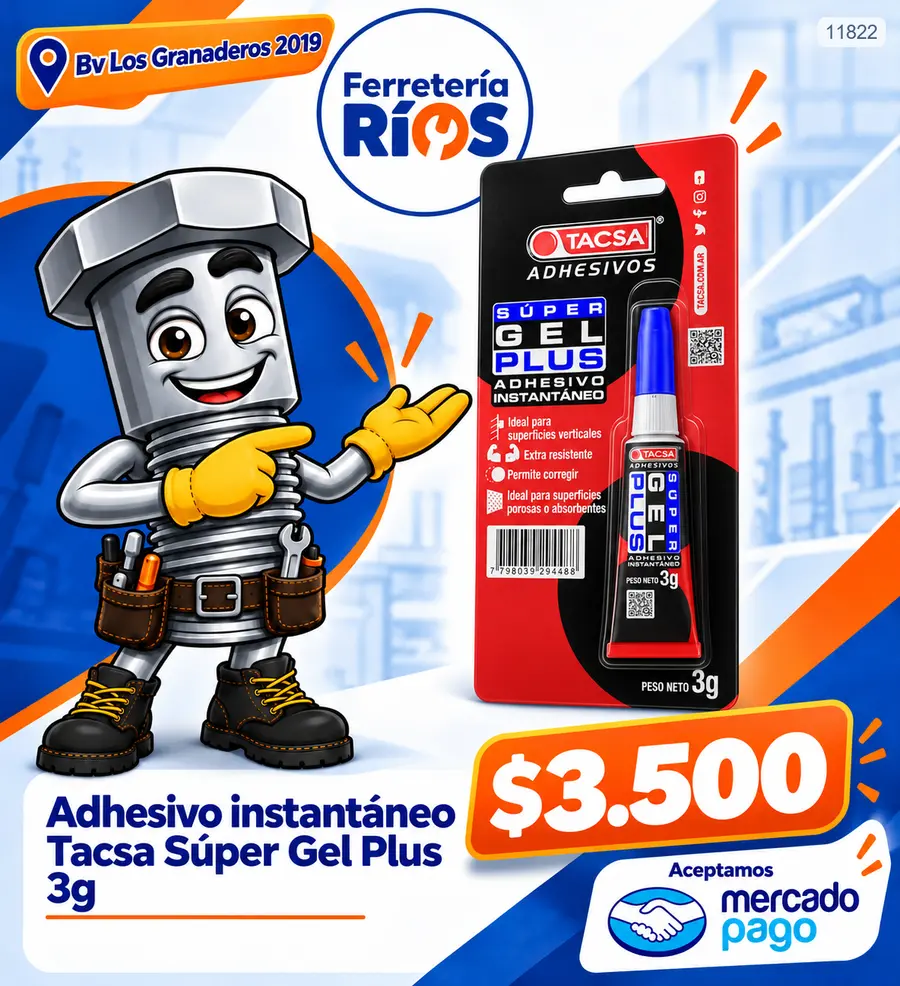 Bv Los Granaderos 2019
Ferretería
Ríos
11822
TACSA®
ADHESIVOS
TACSA.COM.AR
SÚPER
GEL
PLUS
ADHESIVO
INSTANTÁNEO
Ideal para
superficies verticales
Extra resistente
Permite corregir
Ideal para superficies
porosas o absorbentes
7 798039 294488
TACSA
ADHESIVOS
SÚPER
GEL
PLUS
ADHESIVO
INSTANTÁNEO
PESO NETO 3g
PESO NETO 3g
$3.500
Adhesivo instantáneo
Tacsa Súper Gel Plus
3g
Aceptamos
mercado
pago